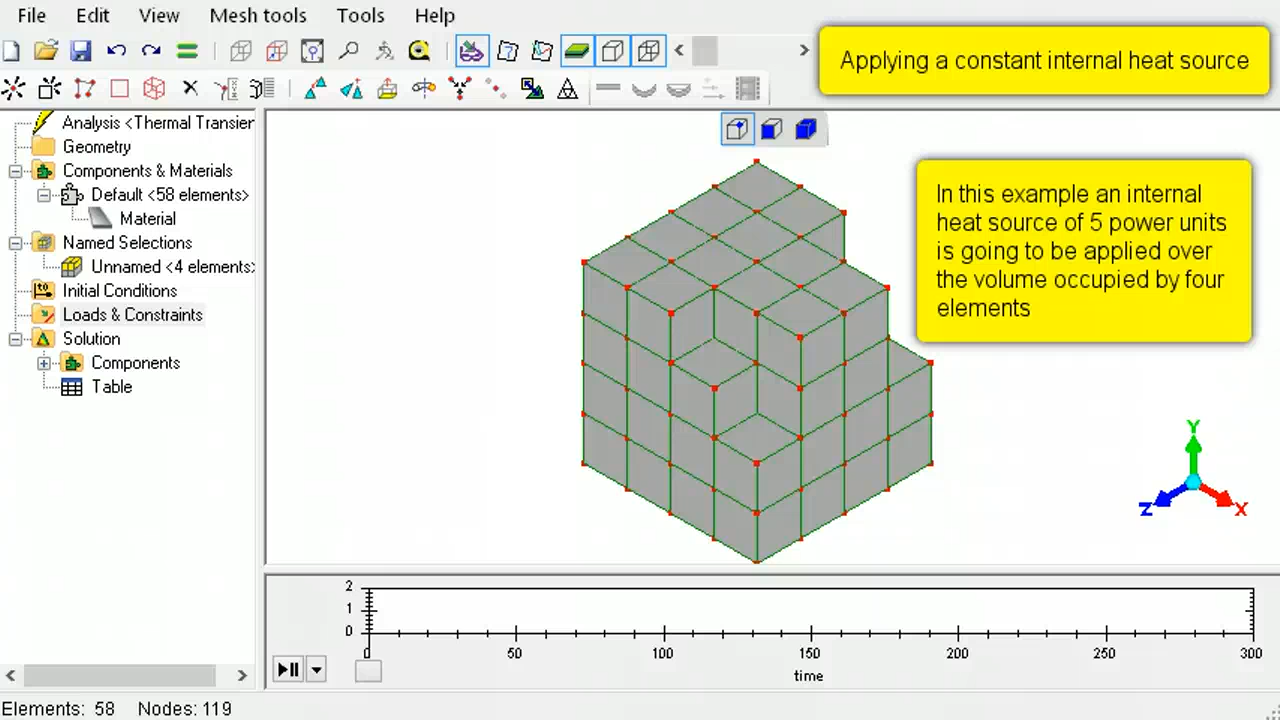 File Edit View Mesh tools Tools Help
Applying a constant internal heat source
Analysis <Thermal Transier
Geometry
Components & Materials
Default <58 elements>
Material
Named Selections
Unnamed <4 elements>
Initial Conditions
Loads & Constraints
Solution
Components
Table
In this example an internal
heat source of 5 power units
is going to be applied over
the volume occupied by four
elements
Y
Z
X
2
1
0
0 50 100 150 200 250 300
time
Elements: 58 Nodes: 119